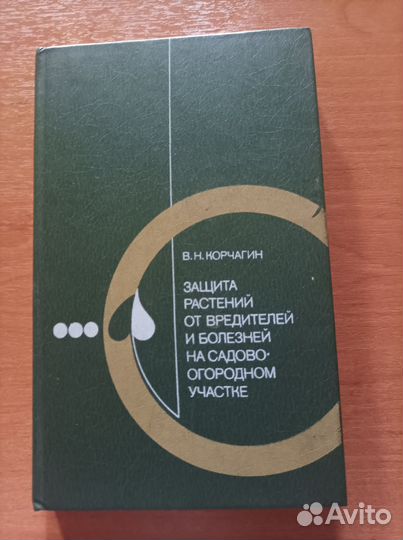 В. Н. КОРЧАГИН
ЗАЩИТА
РАСТЕНИЙ
ОТ ВРЕДИТЕЛЕЙ
И БОЛЕЗНЕЙ
НА САДОВО-
ОГОРОДНОМ
УЧАСТКЕ
Avito